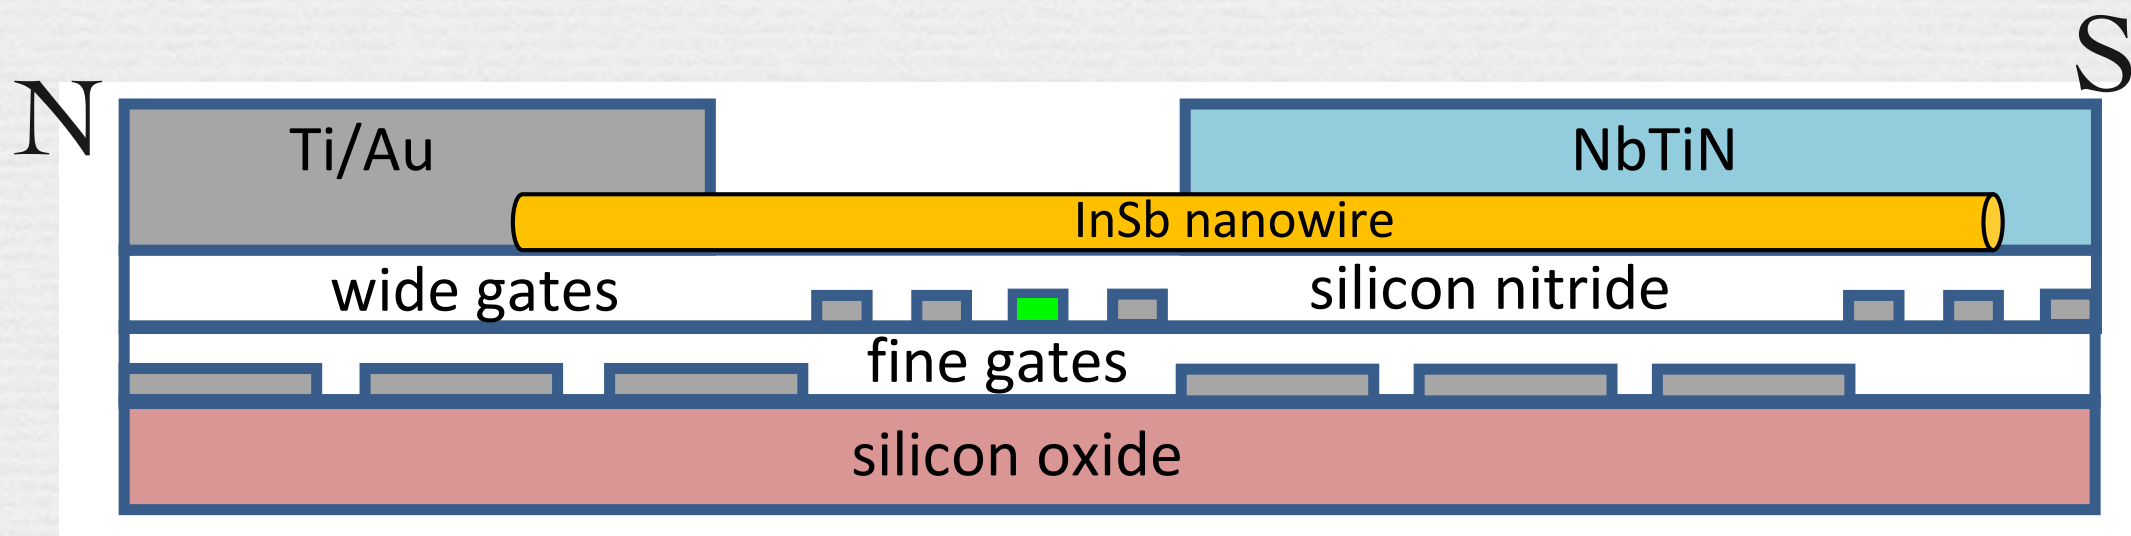 S
N
Ti/Au
NbTiN
InSb nanowire
wide gates
silicon nitride
fine gates
silicon oxide